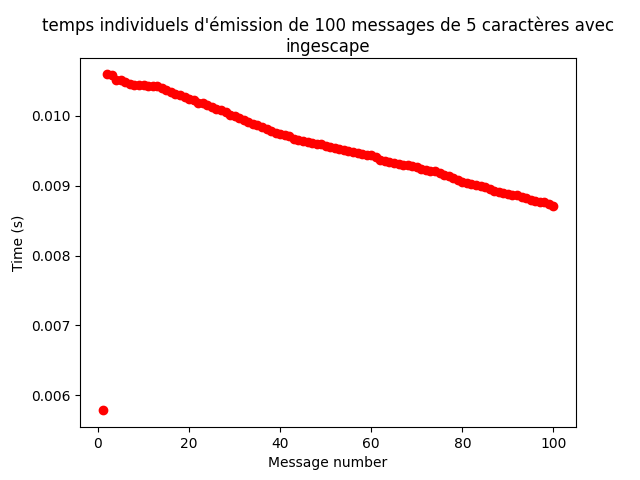 temps individuels d'émission de 100 messages de 5 caractères avec
ingescape
0.010
0.009
0.008
0.007
0.006
Time (s)
0 20 40 60 80 100
Message number